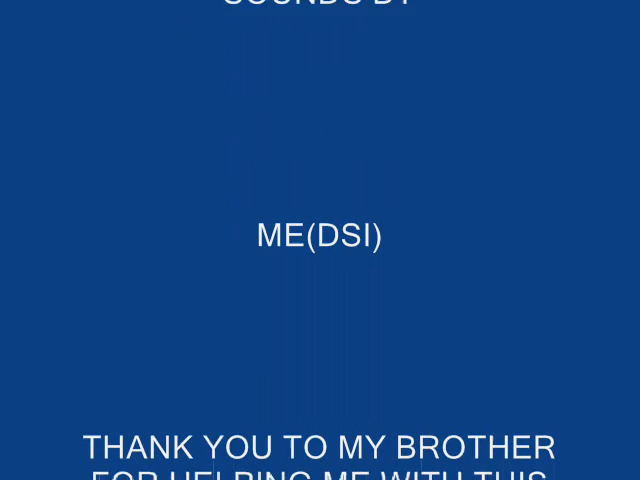 SOUNDS BY
ME(DSI)
THANK YOU TO MY BROTHER
FOR HELPING ME WITH THIS